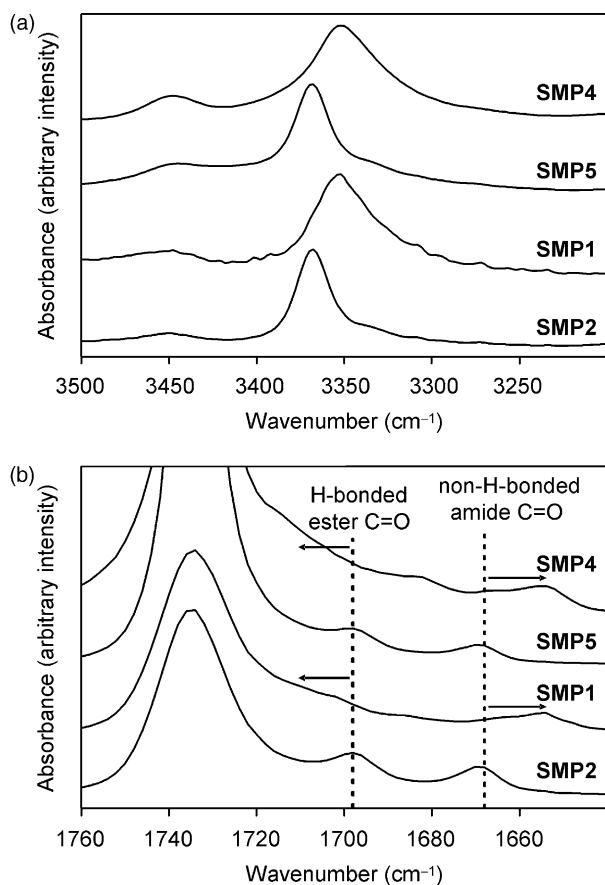 (a)
Absorbance (arbitrary intensity)
SMP4
SMP5
SMP1
SMP2
3500 3450 3400 3350 3300 3250
Wavenumber (cm⁻¹)
(b)
Absorbance (arbitrary intensity)
H-bonded
ester C=O
non-H-bonded
amide C=O
SMP4
SMP5
SMP1
SMP2
1760 1740 1720 1700 1680 1660
Wavenumber (cm⁻¹)